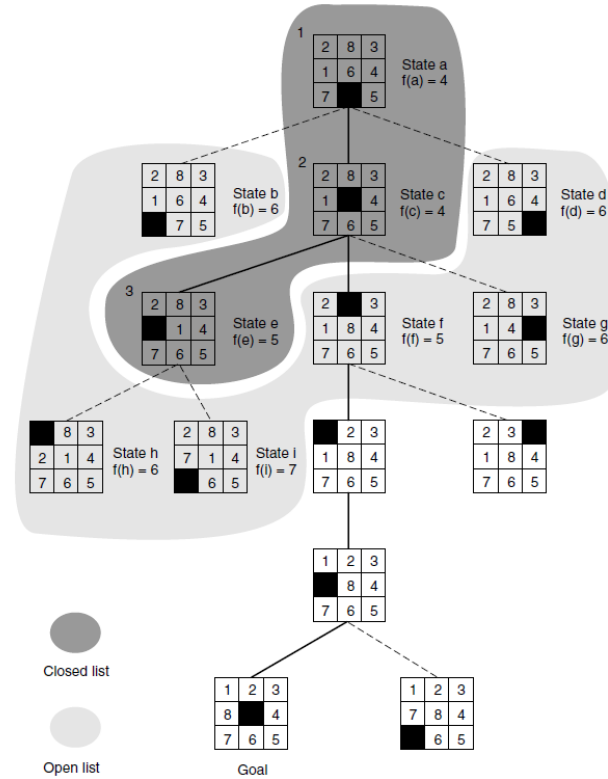 1
2 8 3
1 6 4
7 5
State a
f(a) = 4
2 8 3
1 6 4
7 5
State b
f(b) = 6
2
2 8 3
1 4
7 6 5
State c
f(c) = 4
2 8 3
1 6 4
7 5
State d
f(d) = 6
3
2 8 3
1 4
7 6 5
State e
f(e) = 5
2 3
1 8 4
7 6 5
State f
f(f) = 5
2 8 3
1 4
7 6 5
State g
f(g) = 6
8 3
2 1 4
7 6 5
State h
f(h) = 6
2 8 3
7 1 4
6 5
State i
f(i) = 7
2 3
1 8 4
7 6 5
2 3
1 8 4
7 6 5
1 2 3
8 4
7 6 5
Closed list
1 2 3
8 4
7 6 5
Goal
1 2 3
7 8 4
6 5
Open list